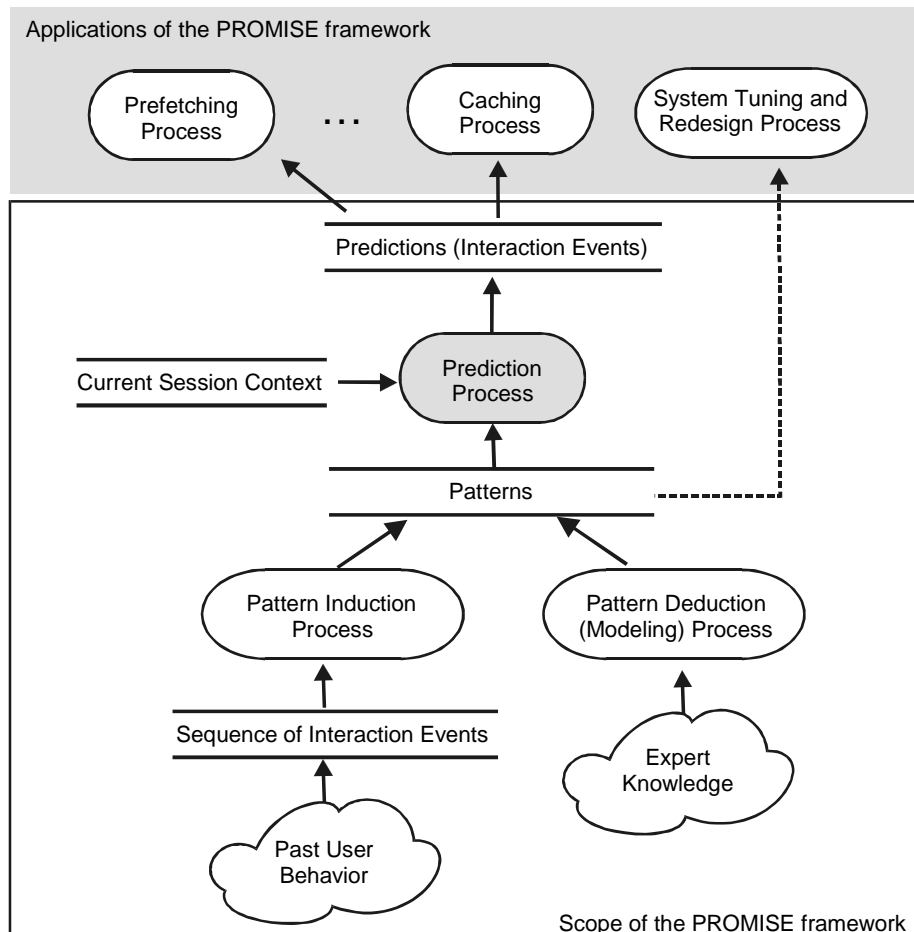 Applications of the PROMISE framework
Prefetching
Process
...
Caching
Process
System Tuning and
Redesign Process
Predictions (Interaction Events)
Current Session Context
Prediction
Process
Patterns
Pattern Induction
Process
Pattern Deduction
(Modeling) Process
Sequence of Interaction Events
Expert
Knowledge
Past User
Behavior
Scope of the PROMISE framework